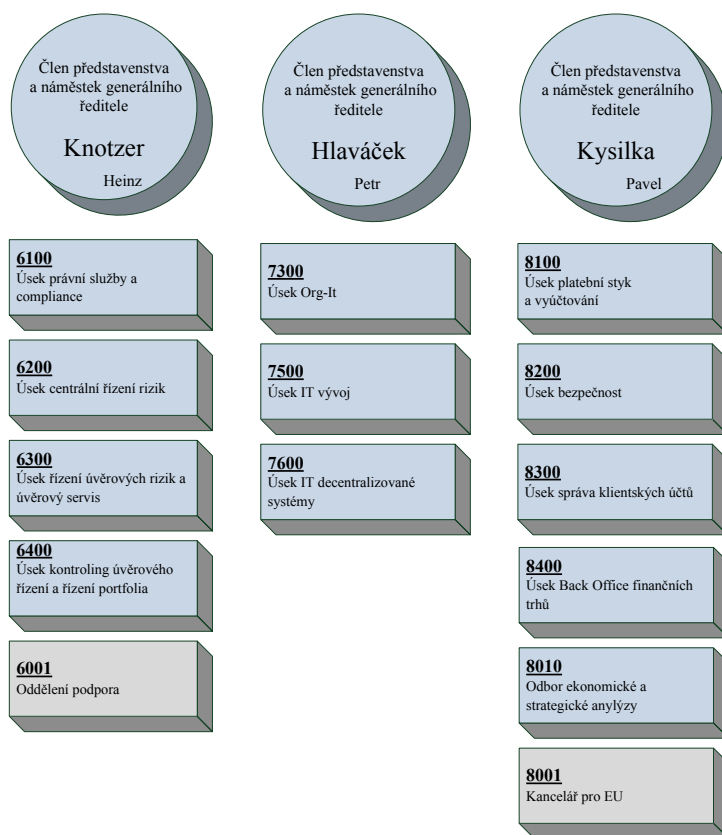 Člen představenstva
a náměstek generálního
ředitele
Knotzer
Heinz
6100
Úsek právní služby a
compliance
6200
Úsek centrální řízení rizik
6300
Úsek řízení úvěrových rizik a
úvěrový servis
6400
Úsek kontroling úvěrového
řízení a řízení portfolia
6001
Oddělení podpora
Člen představenstva
a náměstek generálního
ředitele
Hlaváček
Petr
7300
Úsek Org-It
7500
Úsek IT vývoj
7600
Úsek IT decentralizované
systémy
Člen představenstva
a náměstek generálního
ředitele
Kysilka
Pavel
8100
Úsek platební styk
a vyúčtování
8200
Úsek bezpečnost
8300
Úsek správa klientských účtů
8400
Úsek Back Office finančních
trhů
8010
Odbor ekonomické a
strategické anylýzy
8001
Kancelář pro EU